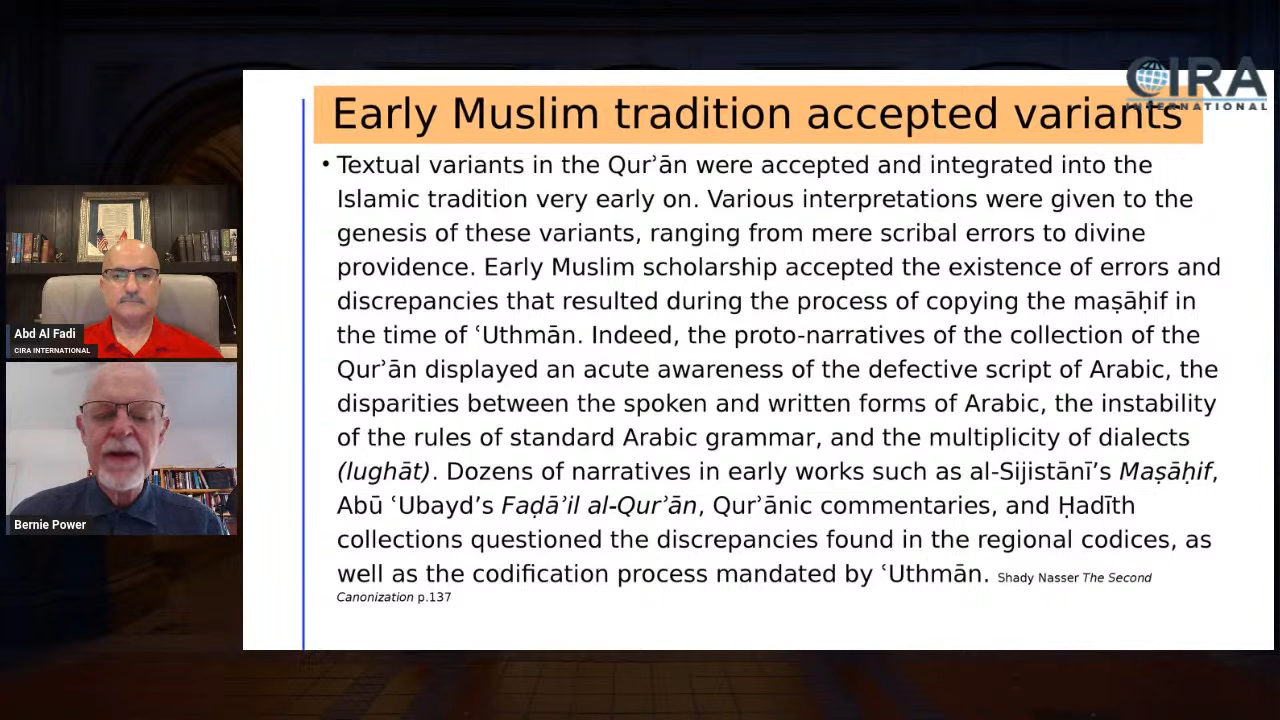 CIRA
INTERNATIONAL
Early Muslim tradition accepted variants
• Textual variants in the Qurʾān were accepted and integrated into the
Islamic tradition very early on. Various interpretations were given to the
genesis of these variants, ranging from mere scribal errors to divine
providence. Early Muslim scholarship accepted the existence of errors and
discrepancies that resulted during the process of copying the maṣāḥif in
the time of ʿUthmān. Indeed, the proto-narratives of the collection of the
Qurʾān displayed an acute awareness of the defective script of Arabic, the
disparities between the spoken and written forms of Arabic, the instability
of the rules of standard Arabic grammar, and the multiplicity of dialects
(lughāt). Dozens of narratives in early works such as al-Sijistānī’s Maṣāḥif,
Abū ʿUbayd’s Faḍāʾil al-Qurʾān, Qurʾānic commentaries, and Ḥadīth
collections questioned the discrepancies found in the regional codices, as
well as the codification process mandated by ʿUthmān. Shady Nasser The Second
Canonization p.137
Abd Al Fadi
CIRA INTERNATIONAL
Bernie Power